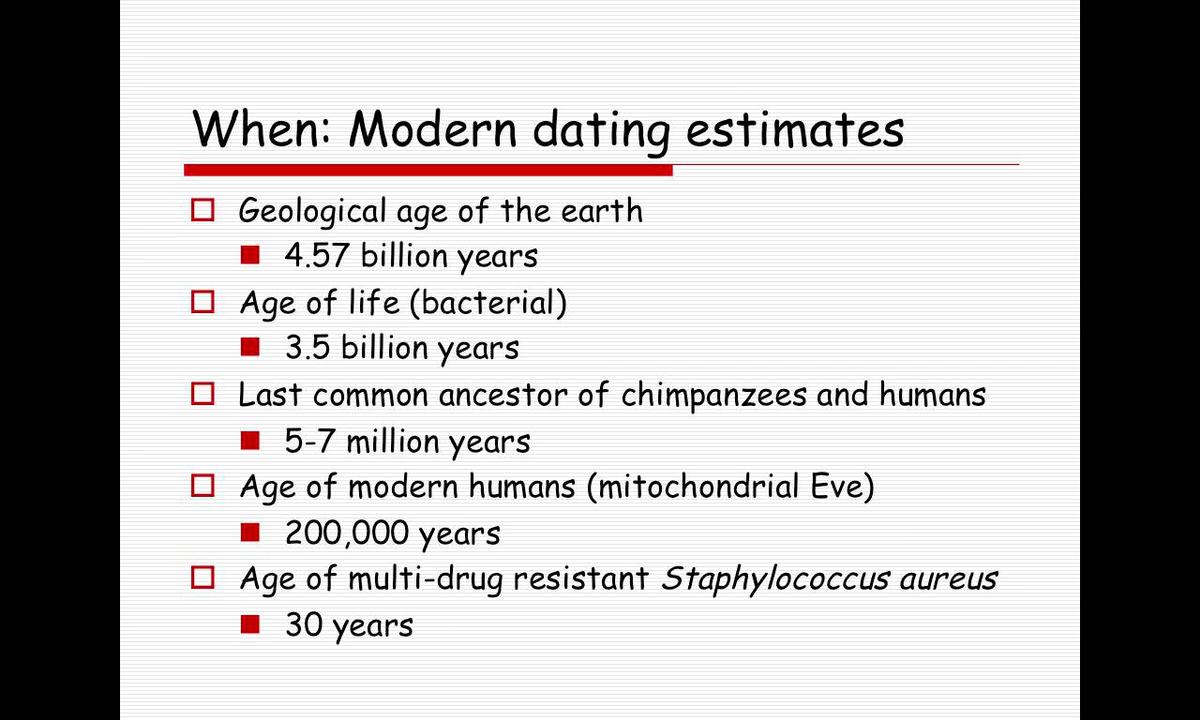 When: Modern dating estimates
Geological age of the earth
4.57 billion years
Age of life (bacterial)
3.5 billion years
Last common ancestor of chimpanzees and humans
5-7 million years
Age of modern humans (mitochondrial Eve)
200,000 years
Age of multi-drug resistant Staphylococcus aureus
30 years